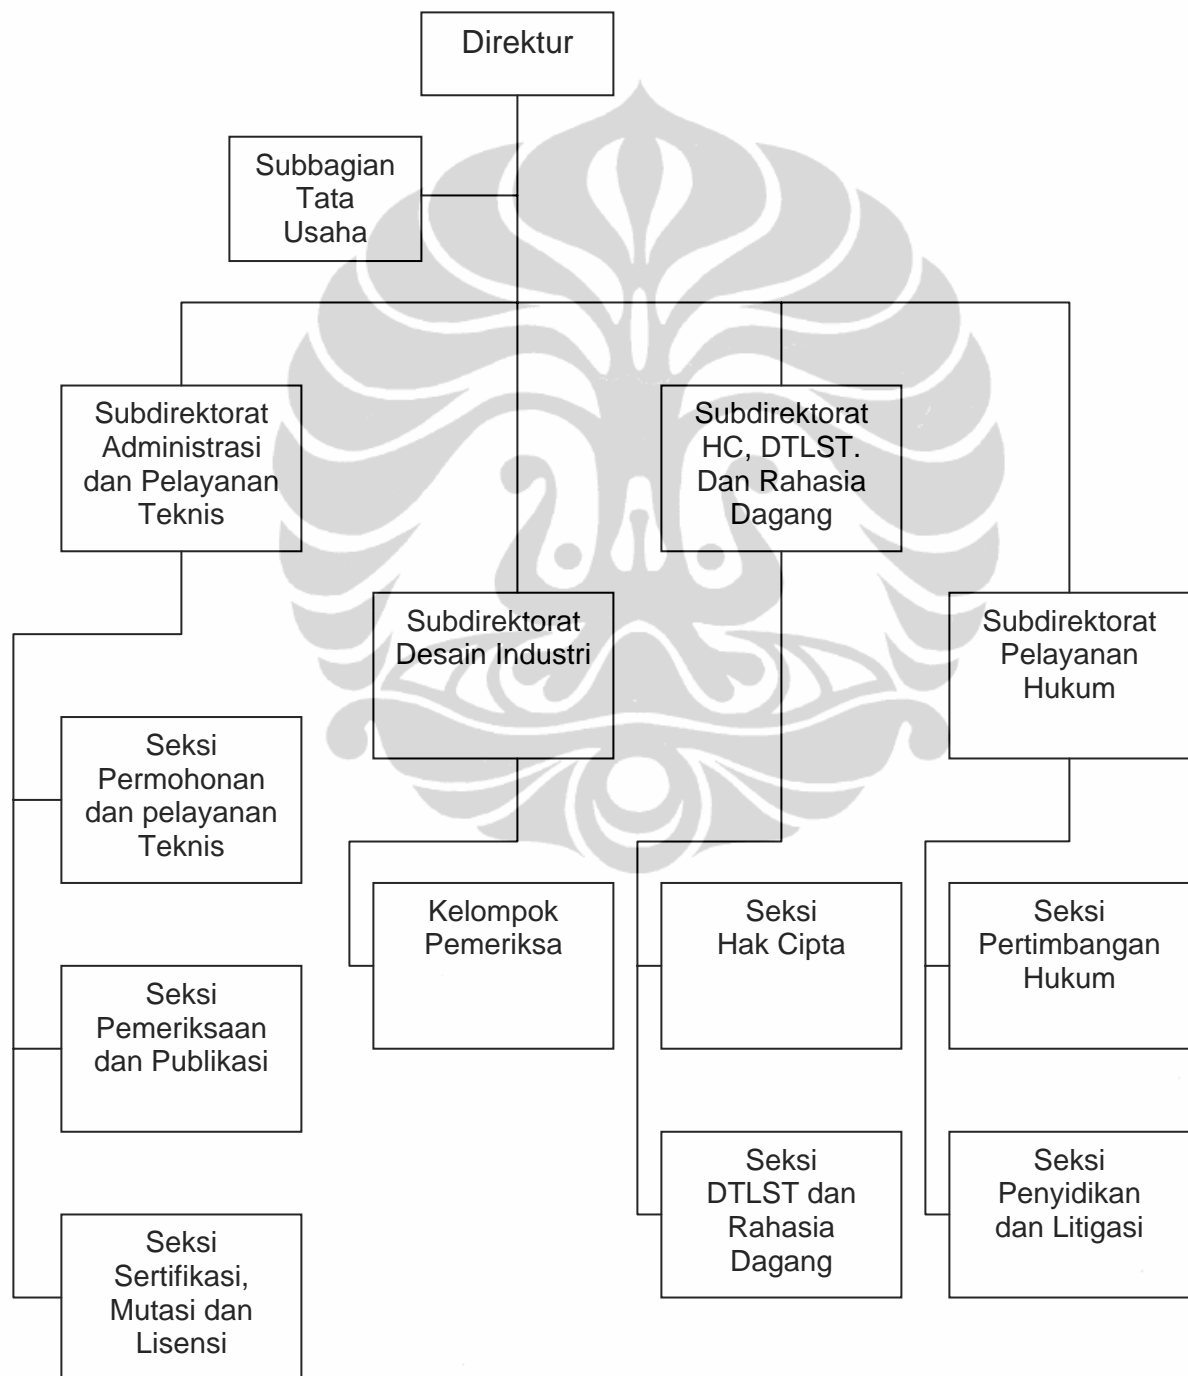 Direktur
Subbagian
Tata
Usaha
Subdirektorat
Administrasi
dan Pelayanan
Teknis
Subdirektorat
HC, DTLST.
Dan Rahasia
Dagang
Subdirektorat
Desain Industri
Subdirektorat
Pelayanan
Hukum
Seksi
Permohonan
dan pelayanan
Teknis
Kelompok
Pemeriksa
Seksi
Hak Cipta
Seksi
Pertimbangan
Hukum
Seksi
Pemeriksaan
dan Publikasi
Seksi
DTLST dan
Rahasia
Dagang
Seksi
Penyidikan
dan Litigasi
Seksi
Sertifikasi,
Mutasi dan
Lisensi